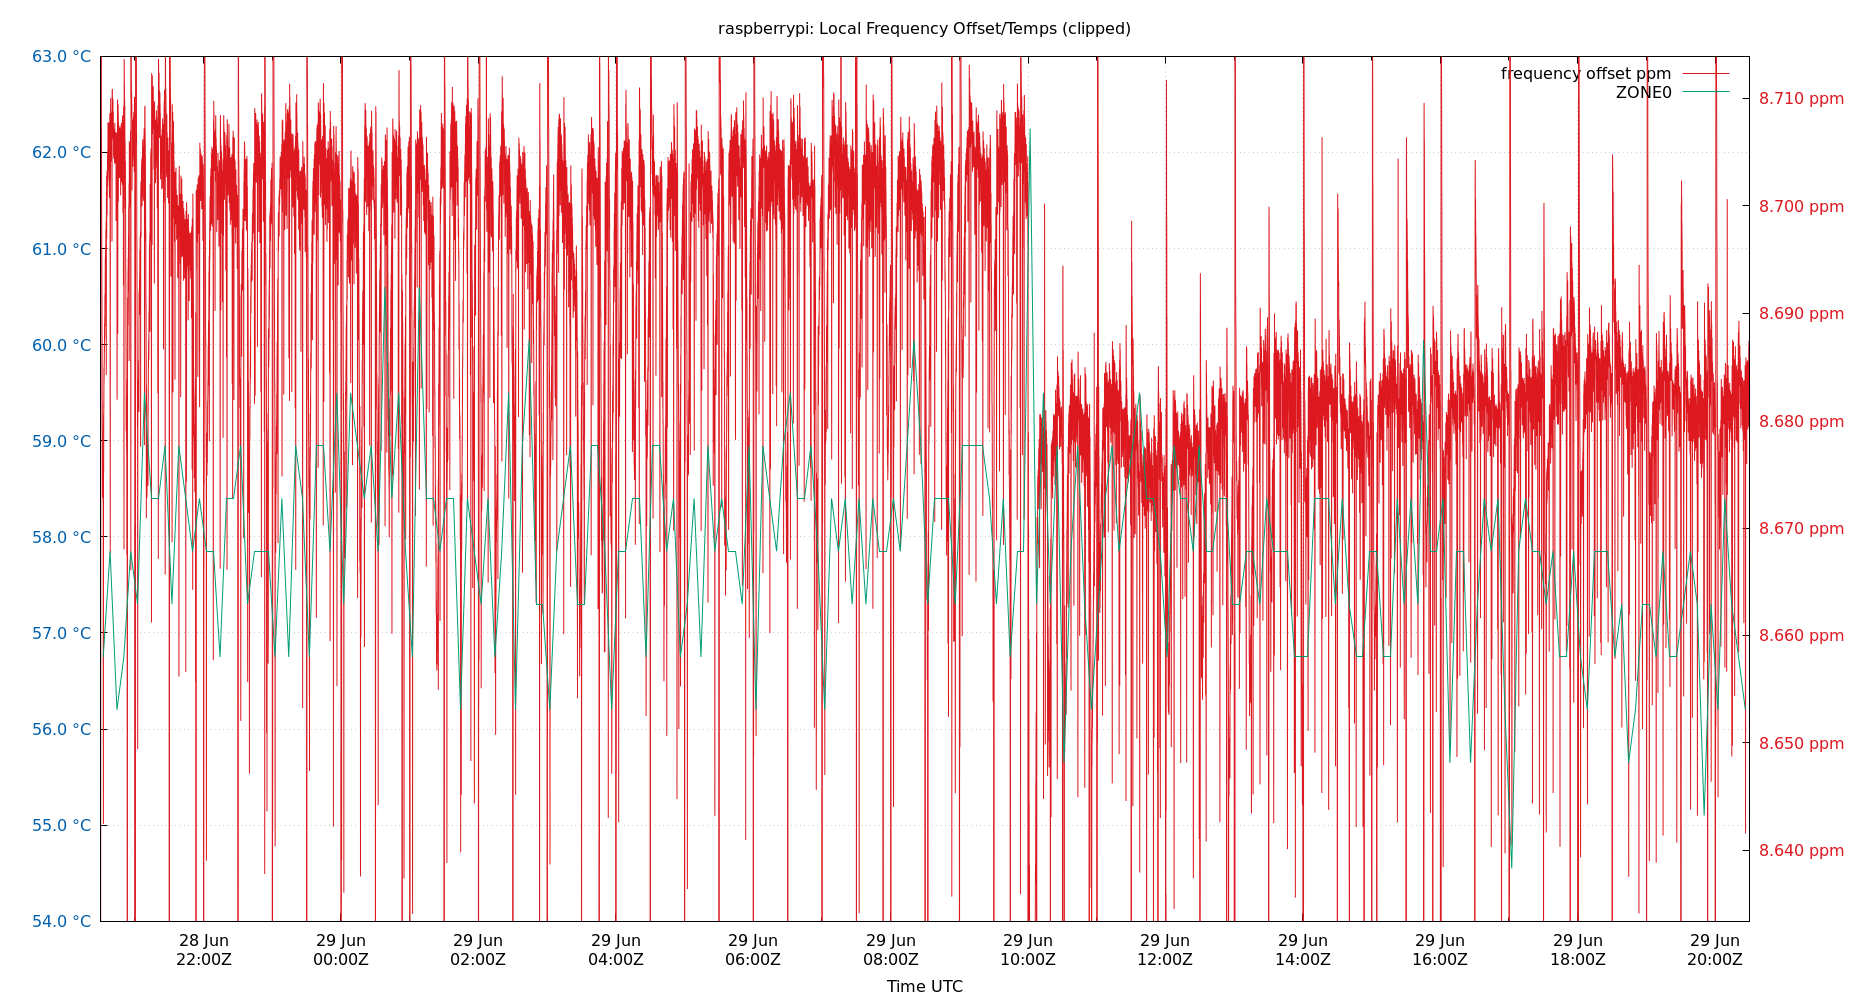 raspberrypi: Local Frequency Offset/Temps (clipped)
63.0 °C
62.0 °C
61.0 °C
60.0 °C
59.0 °C
58.0 °C
57.0 °C
56.0 °C
55.0 °C
54.0 °C
frequency offset ppm
ZONE0
8.710 ppm
8.700 ppm
8.690 ppm
8.680 ppm
8.670 ppm
8.660 ppm
8.650 ppm
8.640 ppm
28 Jun 29 Jun 29 Jun 29 Jun 29 Jun 29 Jun 29 Jun 29 Jun 29 Jun 29 Jun 29 Jun 29 Jun
22:00Z 00:00Z 02:00Z 04:00Z 06:00Z 08:00Z 10:00Z 12:00Z 14:00Z 16:00Z 18:00Z 20:00Z
Time UTC